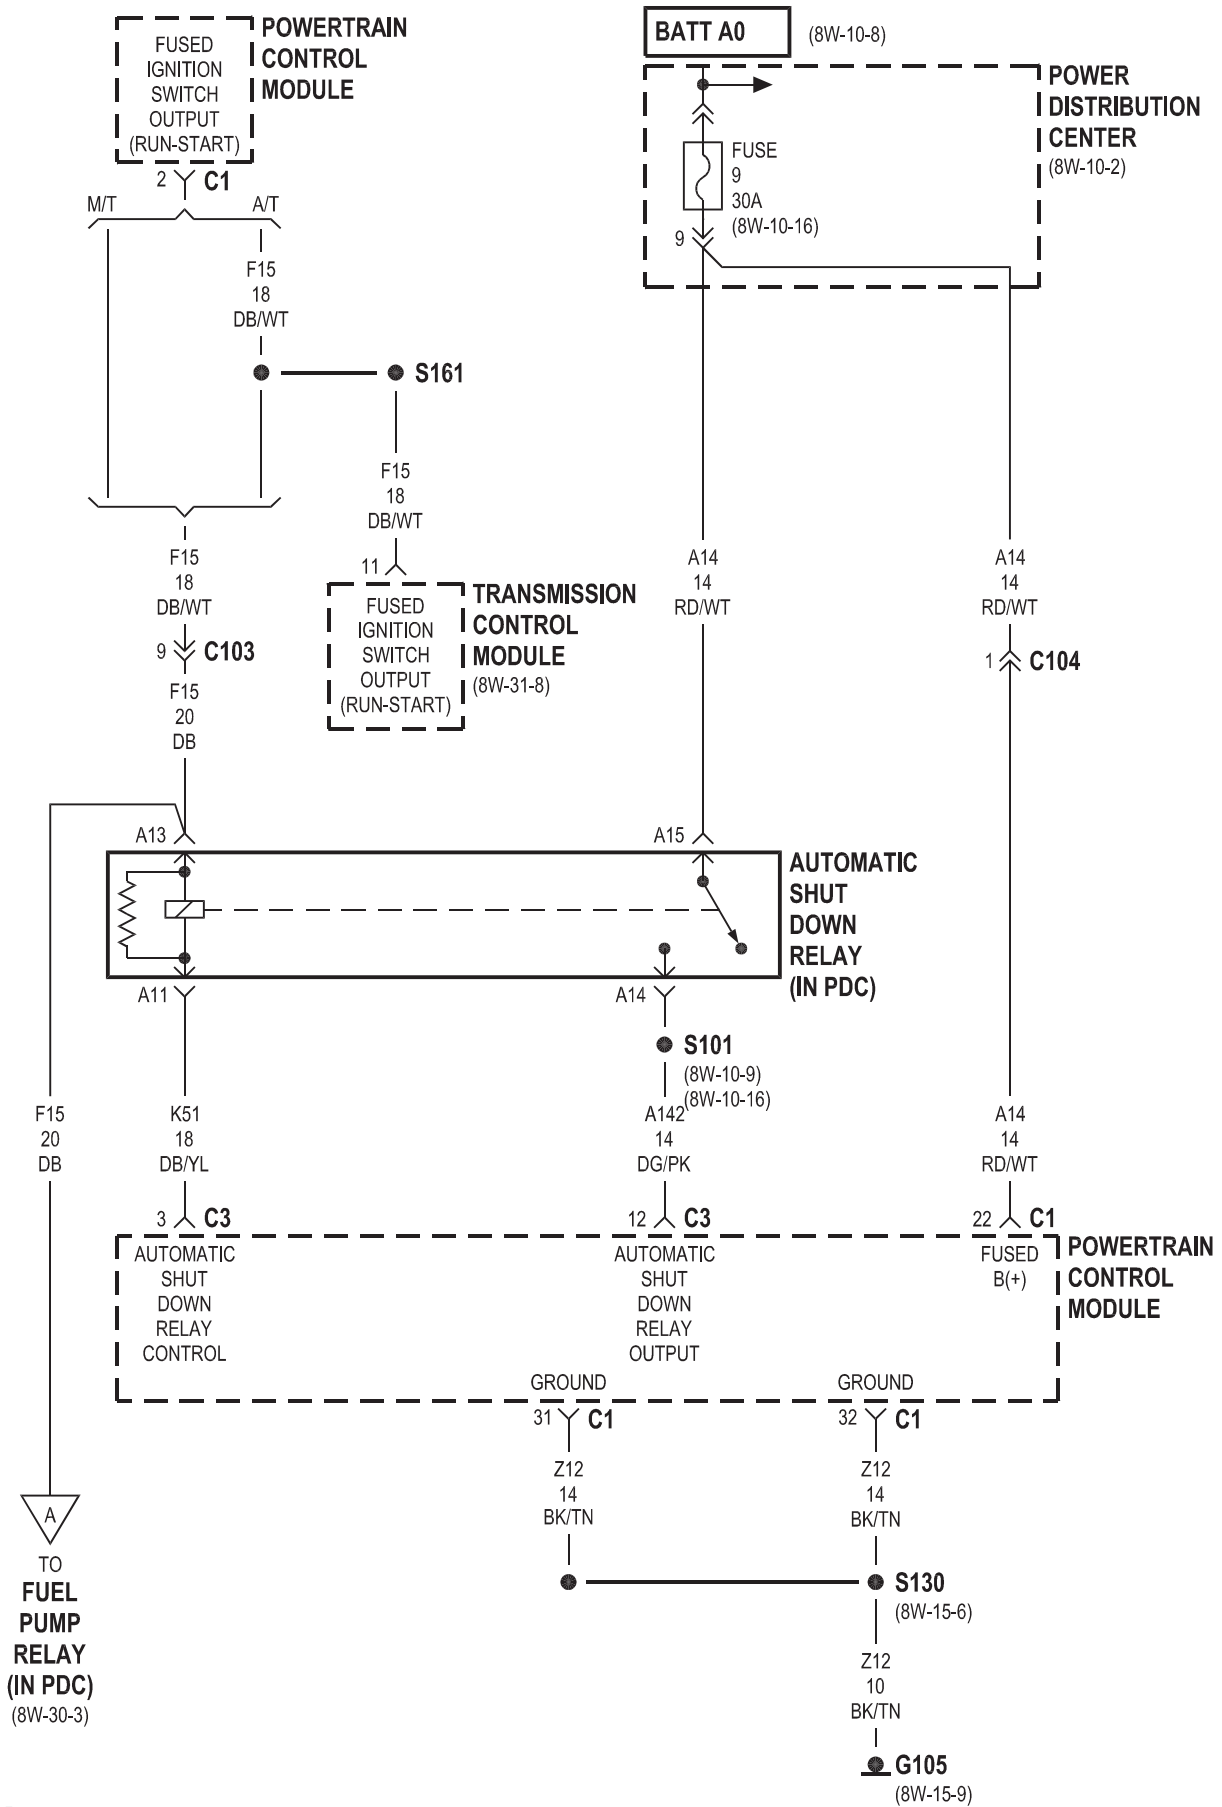 FUSED
IGNITION
SWITCH
OUTPUT
(RUN-START)
POWERTRAIN
CONTROL
MODULE
2 C1
M/T A/T
F15
18
DB/WT
S161
F15
18
DB/WT
11
FUSED
IGNITION
SWITCH
OUTPUT
(RUN-START)
TRANSMISSION
CONTROL
MODULE
(8W-31-8)
F15
18
DB/WT
9 C103
F15
20
DB
BATT A0 (8W-10-8)
POWER
DISTRIBUTION
CENTER
(8W-10-2)
FUSE
9
30A
(8W-10-16)
9
A14
14
RD/WT
A14
14
RD/WT
1 C104
A13
A15
AUTOMATIC
SHUT
DOWN
RELAY
(IN PDC)
A11
A14
S101
(8W-10-9)
(8W-10-16)
F15
20
DB
K51
18
DB/YL
A142
14
DG/PK
A14
14
RD/WT
3 C3
12 C3
22 C1
AUTOMATIC
SHUT
DOWN
RELAY
CONTROL
AUTOMATIC
SHUT
DOWN
RELAY
OUTPUT
FUSED
B(+)
POWERTRAIN
CONTROL
MODULE
GROUND
GROUND
31 C1
32 C1
Z12
14
BK/TN
Z12
14
BK/TN
S130
(8W-15-6)
Z12
10
BK/TN
G105
(8W-15-9)
A
TO
FUEL
PUMP
RELAY
(IN PDC)
(8W-30-3)